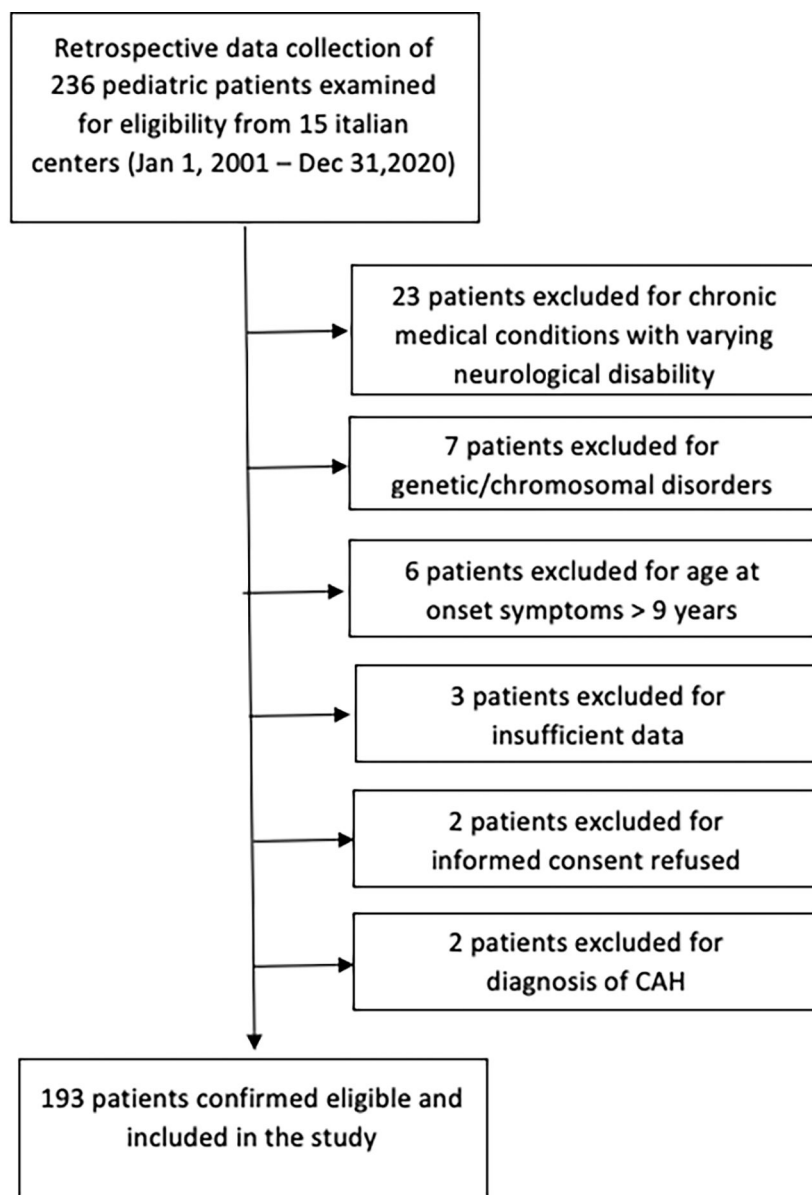 Retrospective data collection of
236 pediatric patients examined
for eligibility from 15 italian
centers (Jan 1, 2001 – Dec 31,2020)
23 patients excluded for chronic
medical conditions with varying
neurological disability
7 patients excluded for
genetic/chromosomal disorders
6 patients excluded for age at
onset symptoms > 9 years
3 patients excluded for
insufficient data
2 patients excluded for
informed consent refused
2 patients excluded for
diagnosis of CAH
193 patients confirmed eligible and
included in the study